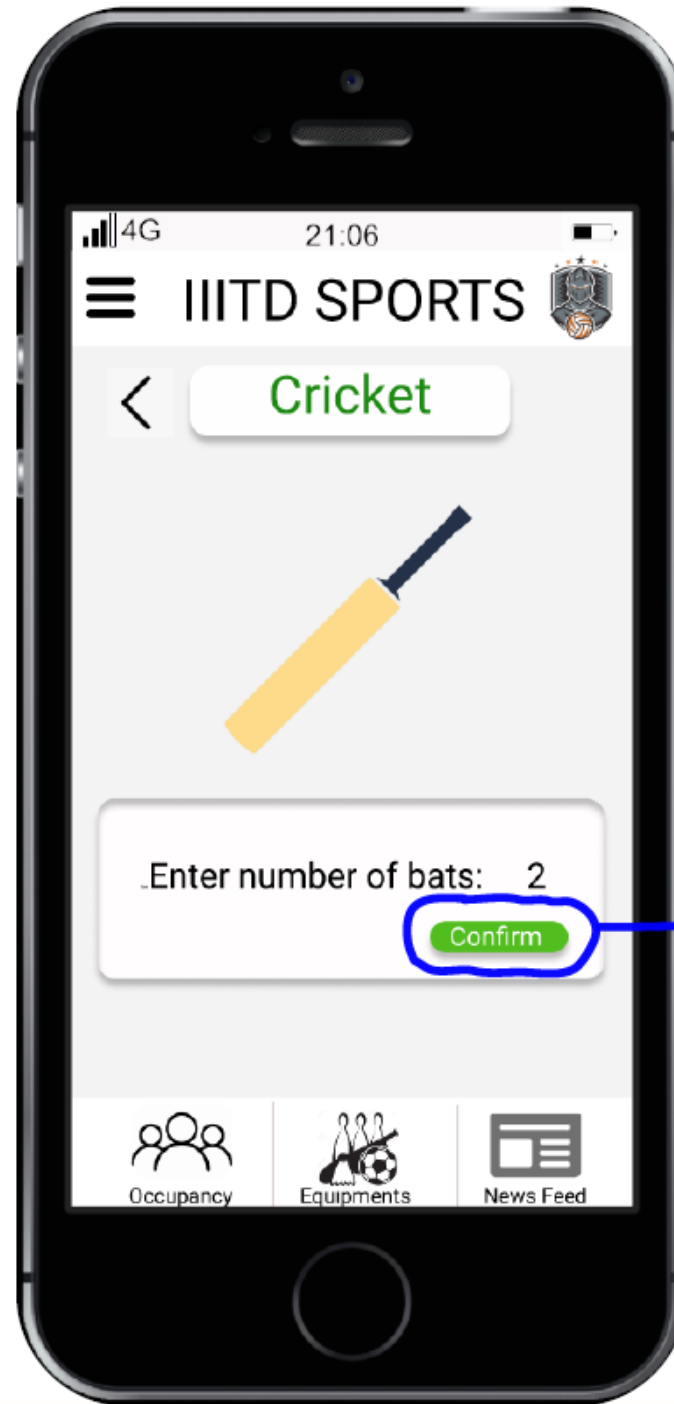 4G 21:06
IIITD SPORTS
Cricket
Enter number of bats: 2
Confirm
Occupancy Equipments News Feed